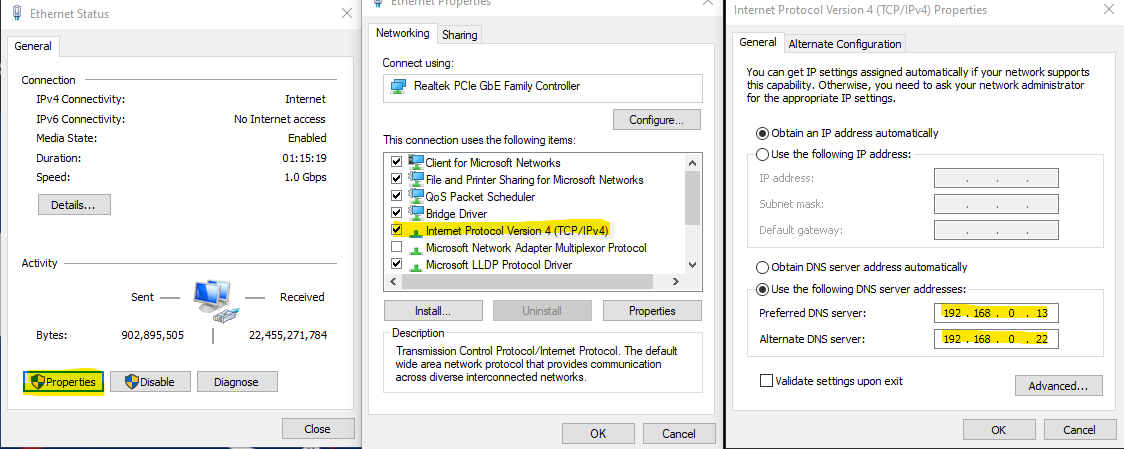 Ethernet Status
General
Connection
IPv4 Connectivity: Internet
IPv6 Connectivity: No Internet access
Media State: Enabled
Duration: 01:15:19
Speed: 1.0 Gbps
Details...
Activity
Sent Received
Bytes: 902,895,505 22,455,271,784
Properties Disable Diagnose
Close
Ethernet Properties
Networking Sharing
Connect using:
Realtek PCIe GbE Family Controller
Configure...
This connection uses the following items:
Client for Microsoft Networks
File and Printer Sharing for Microsoft Networks
QoS Packet Scheduler
Bridge Driver
Internet Protocol Version 4 (TCP/IPv4)
Microsoft Network Adapter Multiplexor Protocol
Microsoft LLDP Protocol Driver
Install... Uninstall Properties
Description
Transmission Control Protocol/Internet Protocol. The default
wide area network protocol that provides communication
across diverse interconnected networks.
OK Cancel
Internet Protocol Version 4 (TCP/IPv4) Properties
General Alternate Configuration
You can get IP settings assigned automatically if your network supports
this capability. Otherwise, you need to ask your network administrator
for the appropriate IP settings.
Obtain an IP address automatically
Use the following IP address:
IP address: . . .
Subnet mask: . . .
Default gateway: . . .
Obtain DNS server address automatically
Use the following DNS server addresses:
Preferred DNS server: 192 . 168 . 0 . 13
Alternate DNS server: 192 . 168 . 0 . 22
Validate settings upon exit
Advanced...
OK Cancel